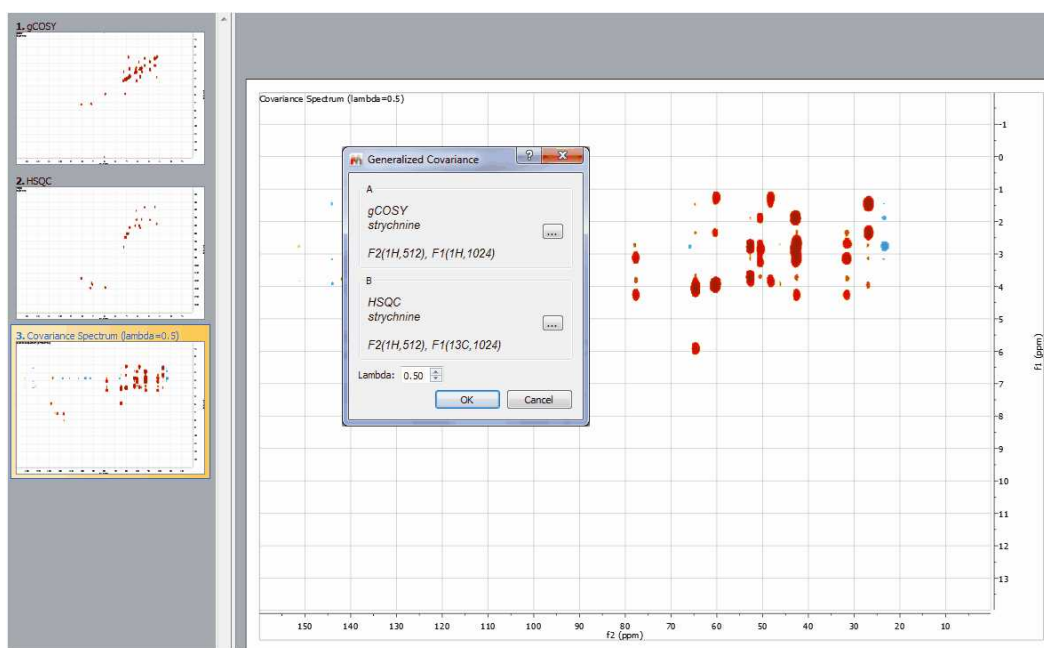 1. gCOSY
2. HSQC
3. Covariance Spectrum (lambda=0.5)
Covariance Spectrum (lambda=0.5)
Generalized Covariance
?
A
gCOSY
strychnine
...
F2(1H,512), F1(1H,1024)
B
HSQC
strychnine
...
F2(1H,512), F1(13C,1024)
Lambda: 0.50
OK Cancel
-1
0
1
2
3
4
5
6
7
8
9
10
11
12
13
f1 (ppm)
150 140 130 120 110 100 90 80 70 60 50 40 30 20 10
f2 (ppm)